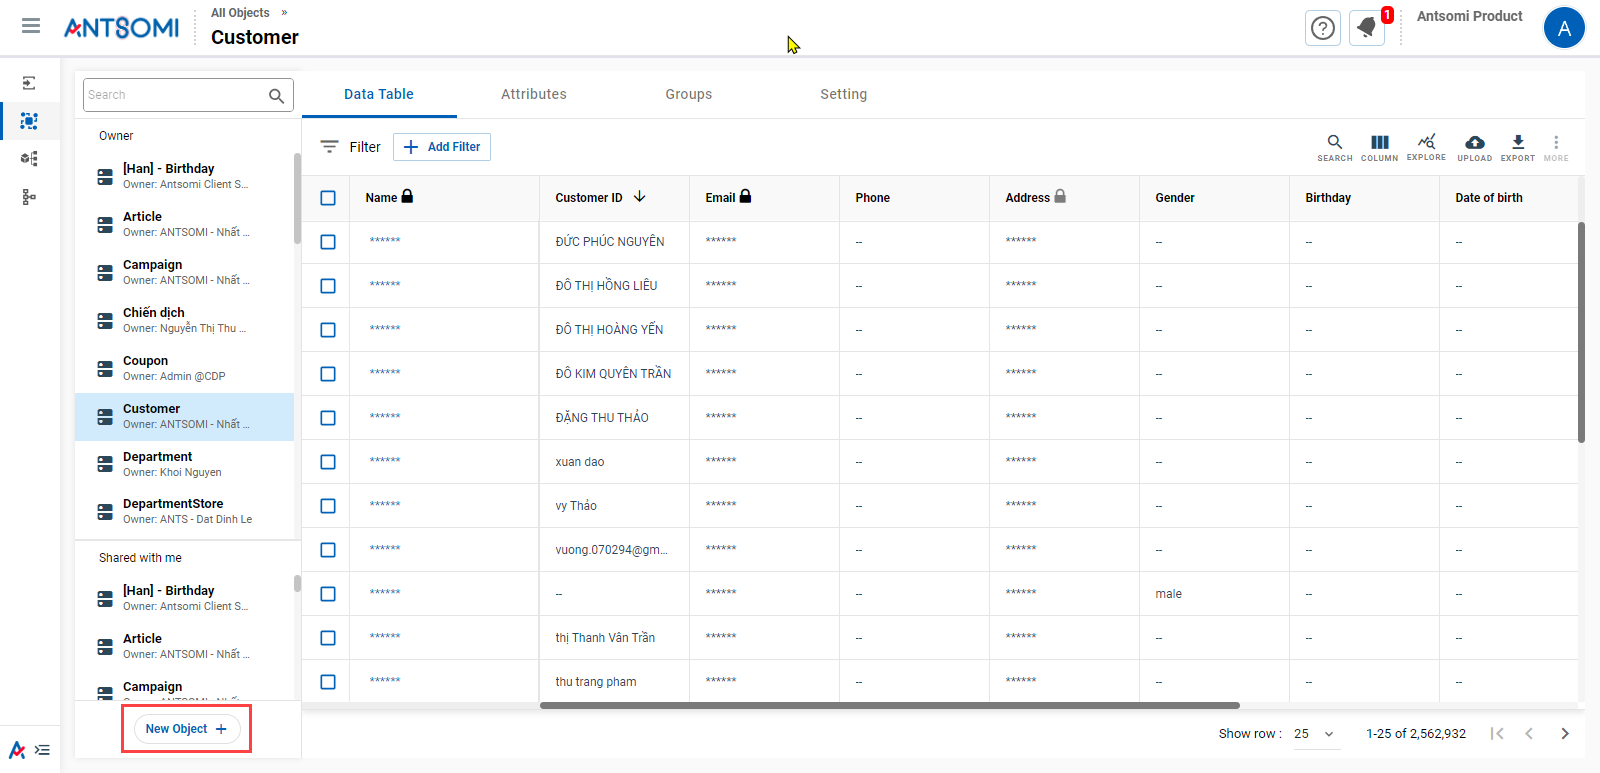 ANTSOMI
All Objects »
Customer
1
Antsomi Product
A
Search
Owner
[Han] - Birthday
Owner: Antsomi Client S...
Article
Owner: ANTSOMI - Nhất ...
Campaign
Owner: ANTSOMI - Nhất ...
Chiến dịch
Owner: Nguyễn Thị Thu ...
Coupon
Owner: Admin @CDP
Customer
Owner: ANTSOMI - Nhất ...
Department
Owner: Khoi Nguyen
DepartmentStore
Owner: ANTS - Dat Dinh Le
Shared with me
[Han] - Birthday
Owner: Antsomi Client S...
Article
Owner: ANTSOMI - Nhất ...
Campaign
Owner: ANTSOMI - Nhất ...
New Object +
Data Table Attributes Groups Setting
Filter + Add Filter
SEARCH COLUMN EXPLORE UPLOAD EXPORT MORE
Name Customer ID Email Phone Address Gender Birthday Date of birth
****** ĐỨC PHÚC NGUYÊN ****** -- ****** -- -- --
****** ĐÔ THỊ HỒNG LIÊU ****** -- ****** -- -- --
****** ĐÔ THỊ HOÀNG YẾN ****** -- ****** -- -- --
****** ĐÔ KIM QUYÊN TRẦN ****** -- ****** -- -- --
****** ĐẶNG THU THẢO ****** -- ****** -- -- --
****** xuan dao ****** -- ****** -- -- --
****** vy Thảo ****** -- ****** -- -- --
****** vuong.070294@gm... ****** -- ****** -- -- --
****** -- ****** -- ****** male -- --
****** thị Thanh Vân Trần ****** -- ****** -- -- --
****** thu trang pham ****** -- ****** -- -- --
Show row : 25 1-25 of 2,562,932